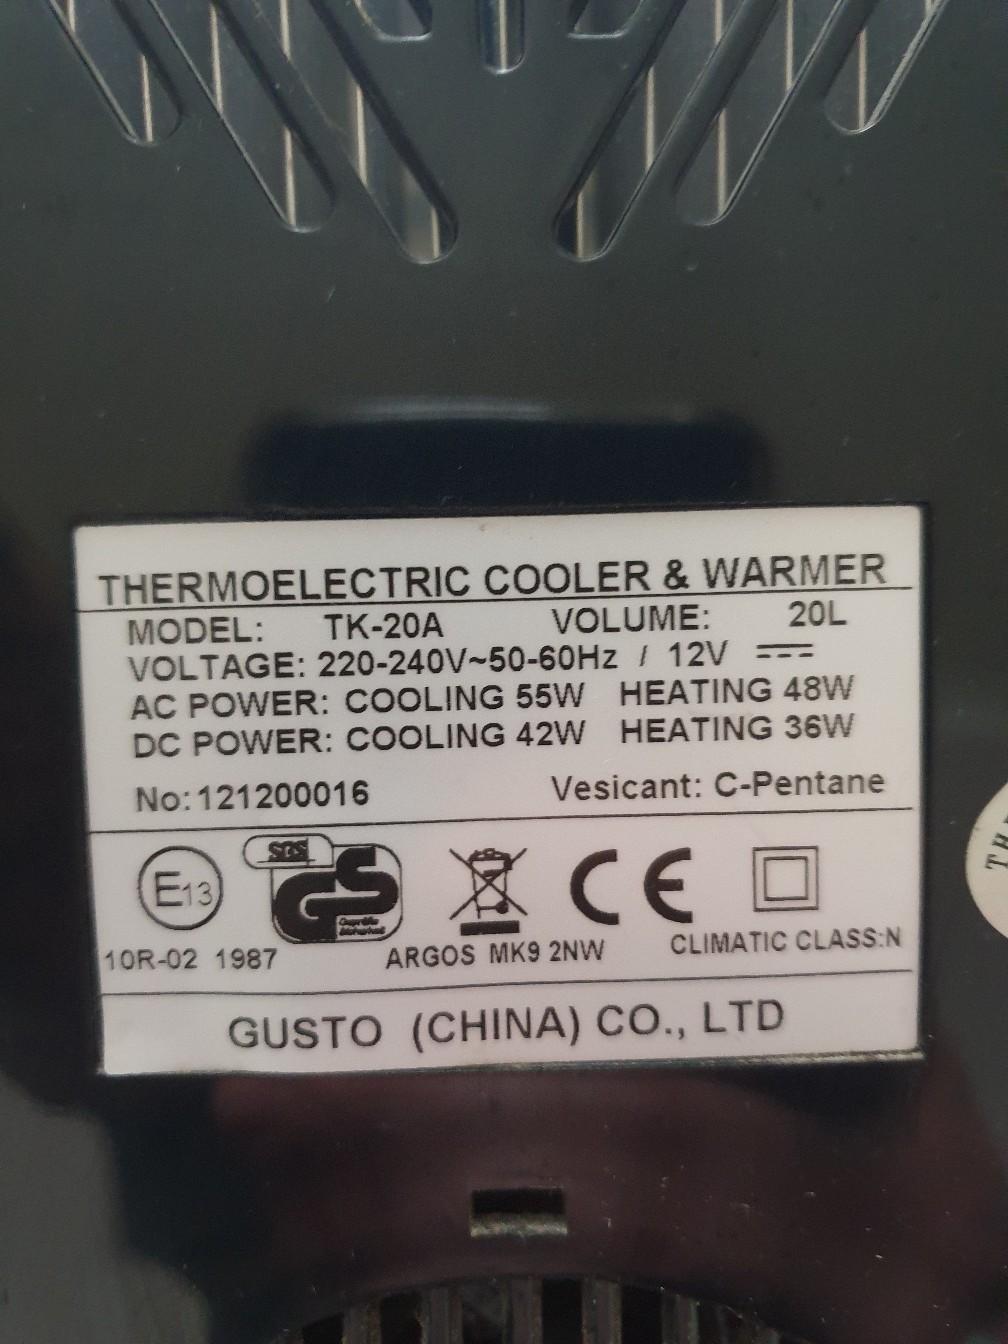 THERMOELECTRIC COOLER & WARMER
MODEL: TK-20A VOLUME: 20L
VOLTAGE: 220-240V~50-60Hz / 12V
AC POWER: COOLING 55W HEATING 48W
DC POWER: COOLING 42W HEATING 36W
No:121200016 Vesicant: C-Pentane
E13 SGS GS CE
geprüfte Sicherheit
10R-02 1987 ARGOS MK9 2NW CLIMATIC CLASS:N
GUSTO (CHINA) CO., LTD